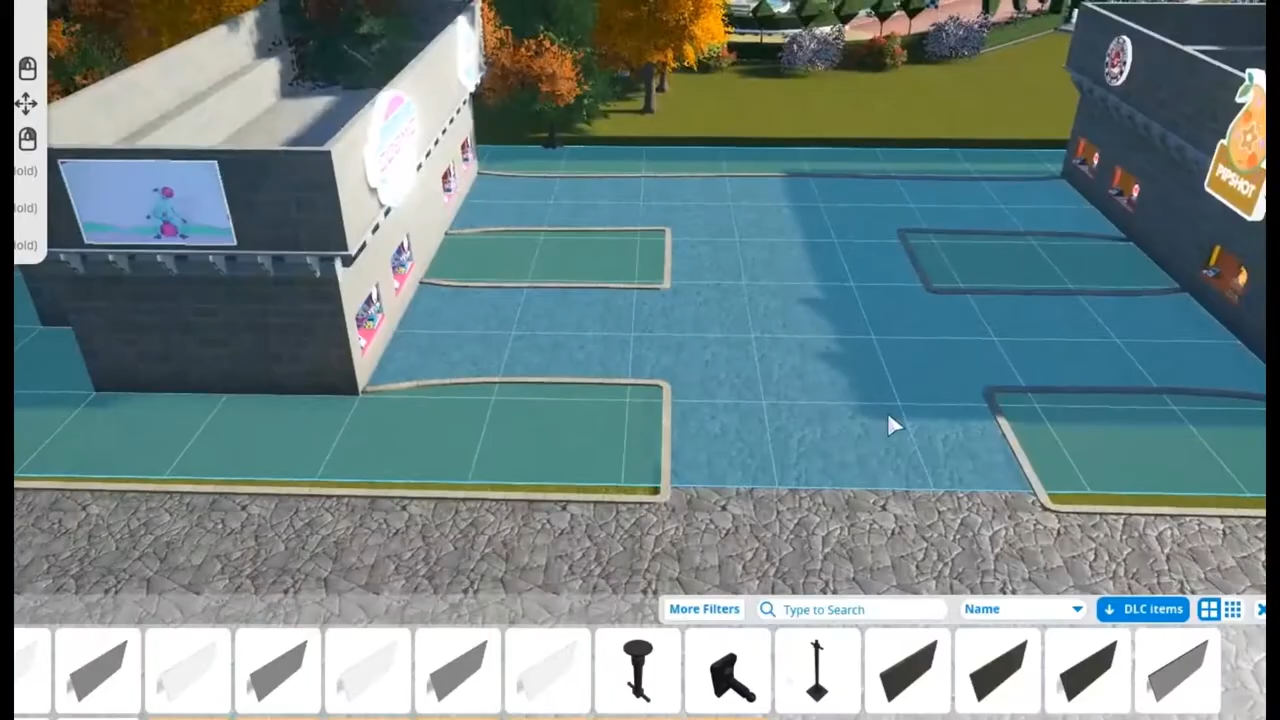 old)
old)
old)
PIPSHOT
More Filters
Type to Search
Name
DLC items